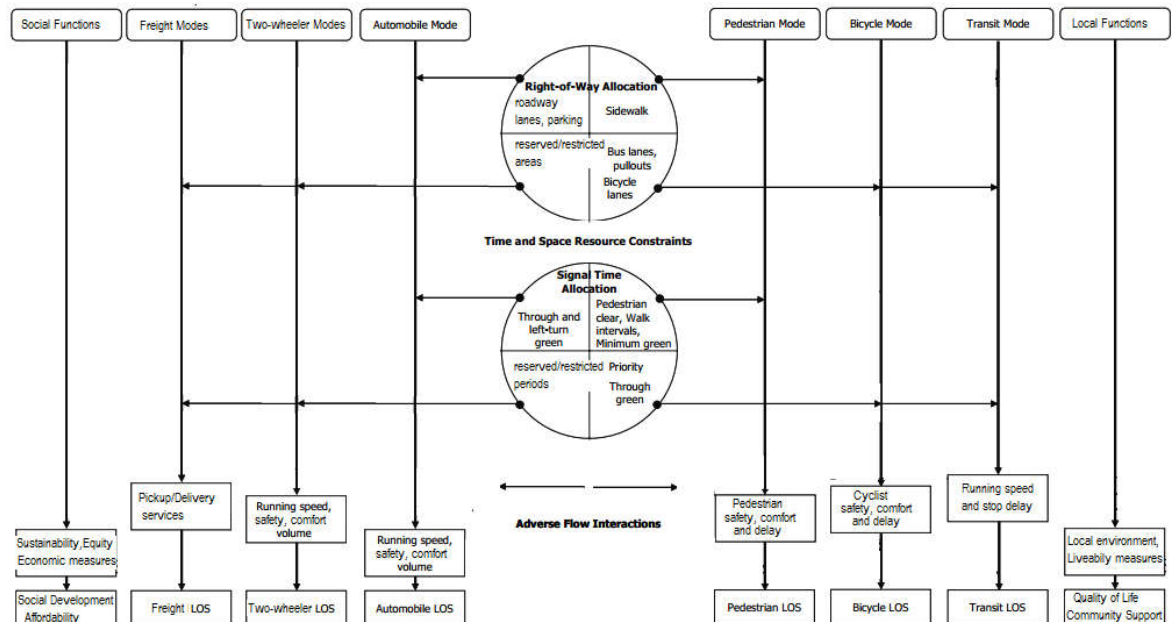 Social Functions
Freight Modes
Two-wheeler Modes
Automobile Mode
Pedestrian Mode
Bicycle Mode
Transit Mode
Local Functions
Right-of-Way Allocation
roadway
lanes, parking
Sidewalk
reserved/restricted
areas
Bus lanes,
pullouts
Bicycle
lanes
Time and Space Resource Constraints
Signal Time
Allocation
Through and
left-turn
green
Pedestrian
clear, Walk
intervals,
Minimum green
reserved/restricted
periods
Priority
Through
green
Adverse Flow Interactions
Sustainability,Equity
Economic measures
Pickup/Delivery
services
Running speed,
safety, comfort
volume
Running speed,
safety, comfort
volume
Pedestrian
safety, comfort
and delay
Cyclist
safety, comfort
and delay
Running speed
and stop delay
Local environment,
Liveabily measures
Social Development
Affordability
Freight LOS
Two-wheeler LOS
Automobile LOS
Pedestrian LOS
Bicycle LOS
Transit LOS
Quality of Life
Community Support